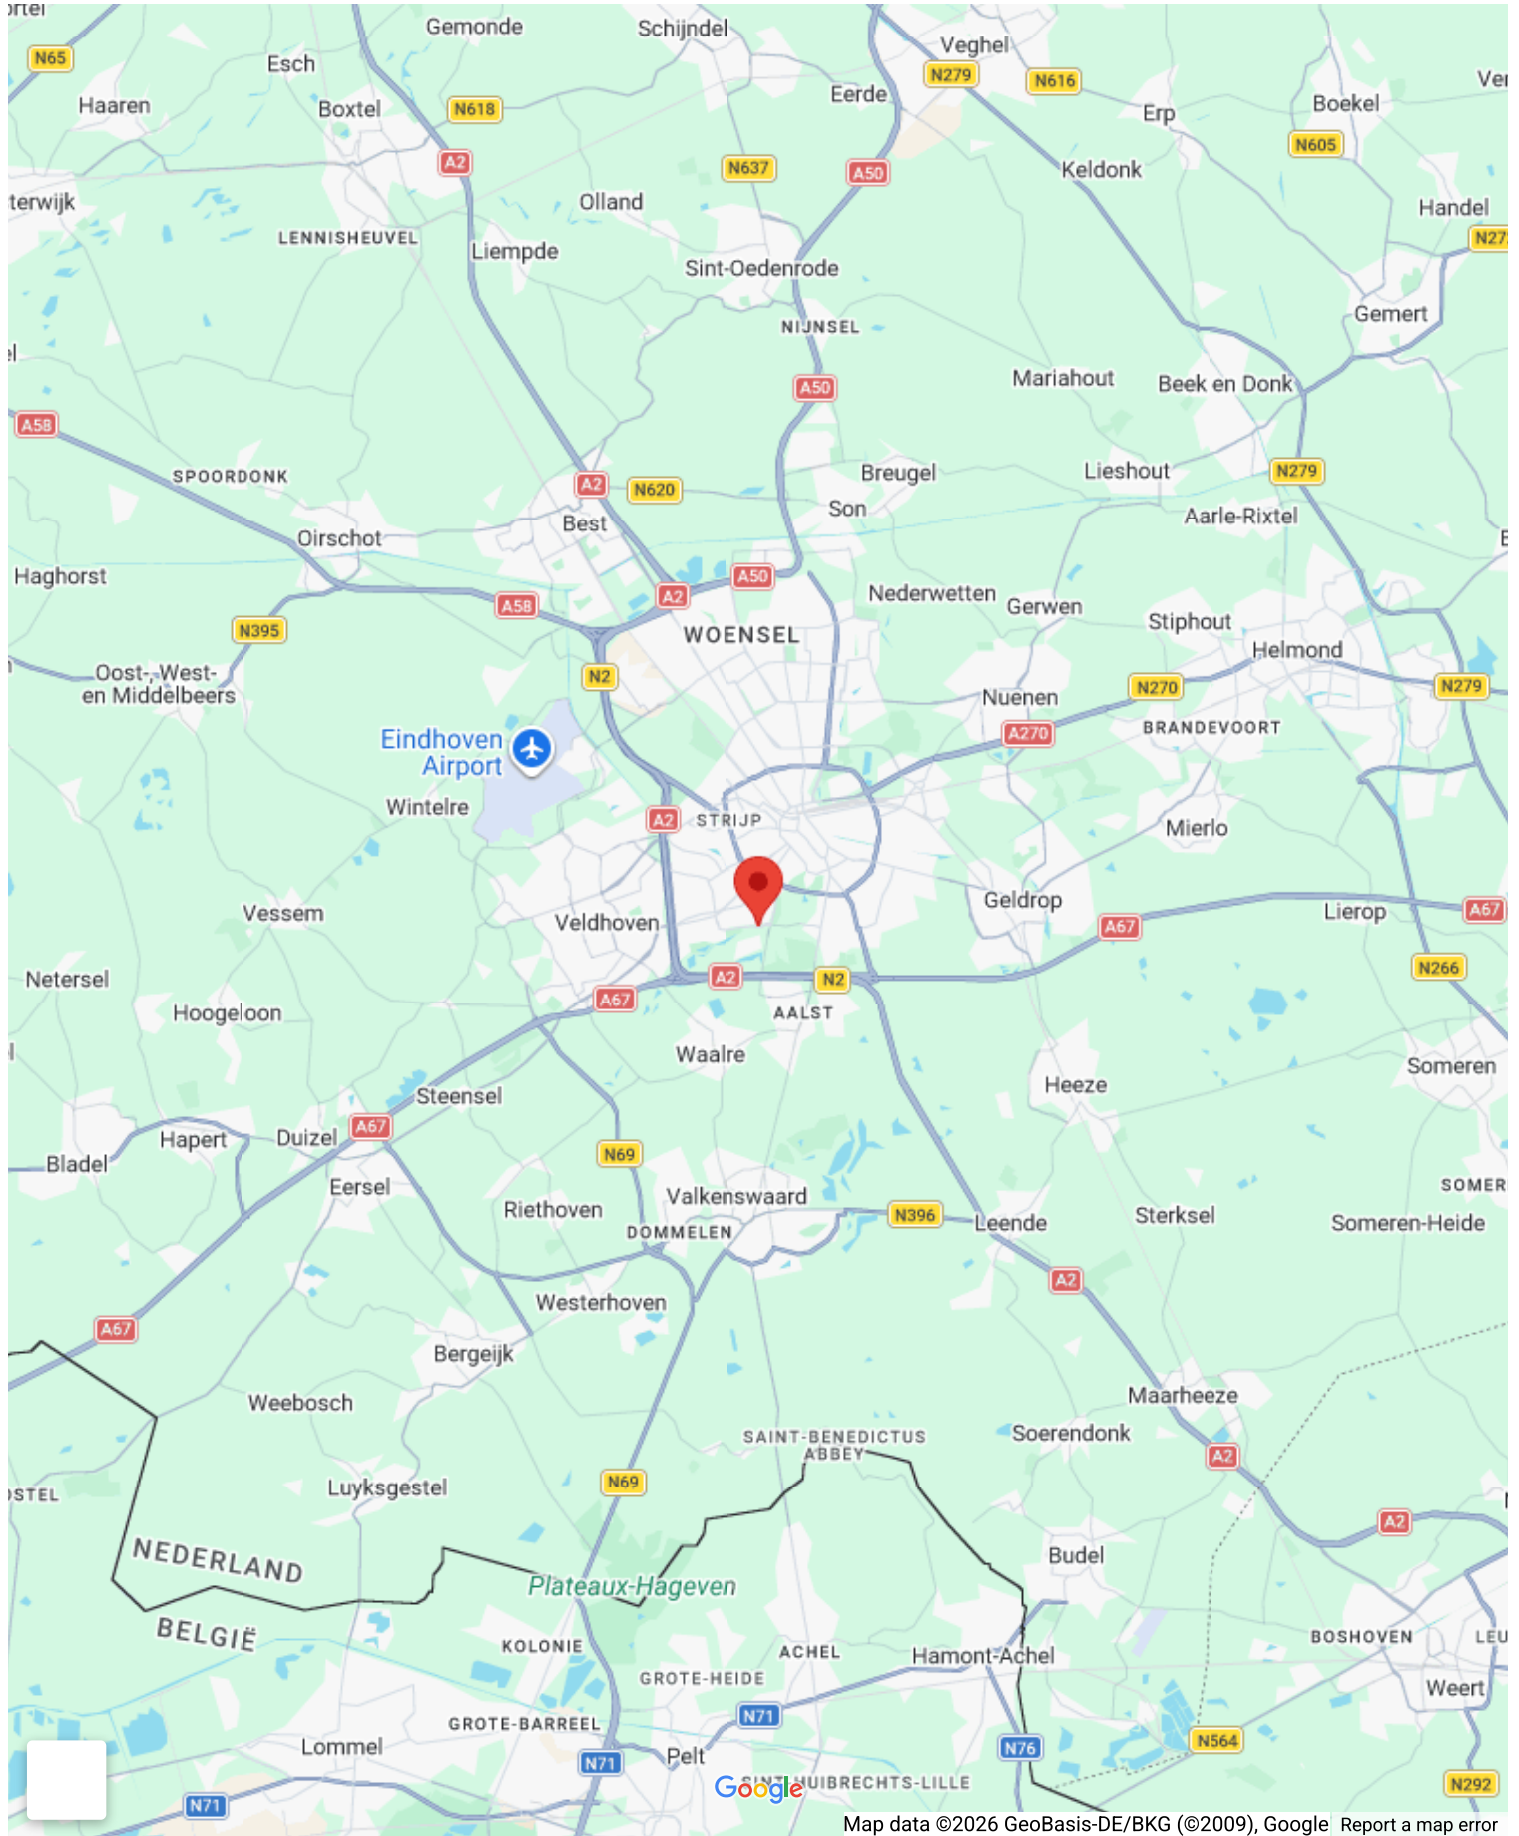 Gemonde
Schijndel
Veghel
N65
Esch
N279
N616
Haaren
Boxtel
N618
Eerde
Erp
Boekel
N605
A2
N637
A50
Keldonk
terwijk
Olland
Handel
LENNISHEUVEL
Liempde
Sint-Oedenrode
Gemert
NIJNSEL
Mariahout
Beek en Donk
A50
A58
SPOORDONK
Breugel
Lieshout
N279
A2
N620
Son
Best
Aarle-Rixtel
Oirschot
Haghorst
A50
A2
A58
Nederwetten
Gerwen
N395
WOENSEL
Stiphout
Helmond
Oost-, West-
en Middelbeers
N2
N270
N279
Nuenen
BRANDEVOORT
A270
Eindhoven
Airport
Wintelre
A2
STRIJP
Mierlo
Geldrop
Vessem
Veldhoven
A67
Lierop
A67
Netersel
A2
N2
N266
A67
Hoogeloon
AALST
Waalre
Someren
Steensel
Heeze
A67
Hapert
Duizel
Bladel
N69
Eersel
Valkenswaard
SOMER
Riethoven
N396
Leende
Sterksel
Someren-Heide
DOMMELEN
A2
Westerhoven
A67
Bergeijk
Weebosch
Maarheeze
SAINT-BENEDICTUS
ABBEY
Soerendonk
A2
N69
Luyksgestel
OSTEL
A2
NEDERLAND
Budel
Plateaux-Hageven
BELGIË
KOLONIE
ACHEL
Hamont-Achel
BOSHOVEN
LEU
GROTE-HEIDE
Weert
N71
GROTE-BARREEL
Lommel
Pelt
N71
N76
N564
SINT-HUIBRECHTS-LILLE
Google
N292
N71
Map data ©2026 GeoBasis-DE/BKG (©2009), Google
Report a map error